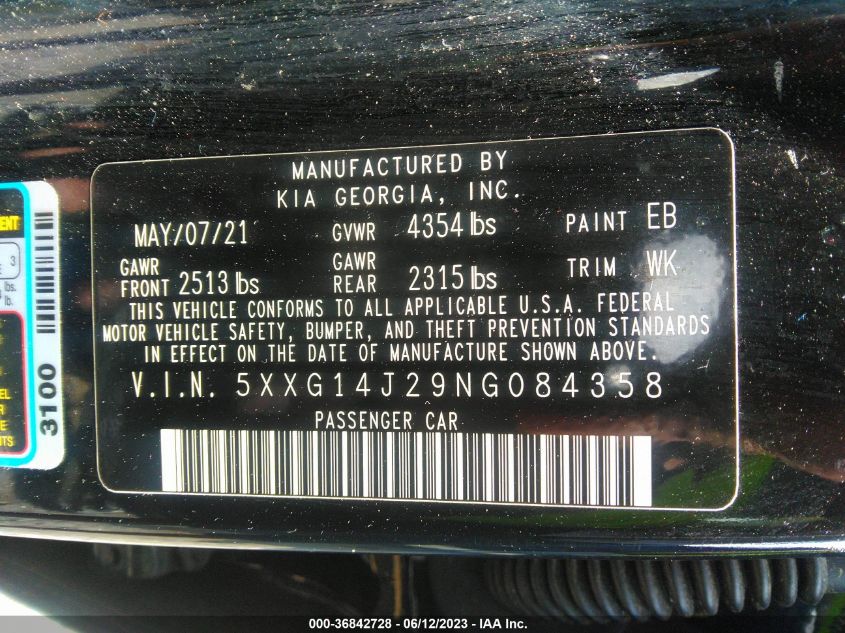 MANUFACTURED BY
KIA GEORGIA, INC.
MAY/07/21 GVWR 4354 lbs PAINT EB
GAWR FRONT 2513 lbs GAWR REAR 2315 lbs TRIM WK
THIS VEHICLE CONFORMS TO ALL APPLICABLE U.S.A. FEDERAL
MOTOR VEHICLE SAFETY, BUMPER, AND THEFT PREVENTION STANDARDS
IN EFFECT ON THE DATE OF MANUFACTURE SHOWN ABOVE.
V.I.N. 5XXG14J29NG084358
PASSENGER CAR
3
lbs.
lb.
3100
000-36842728 - 06/12/2023 - IAA Inc.